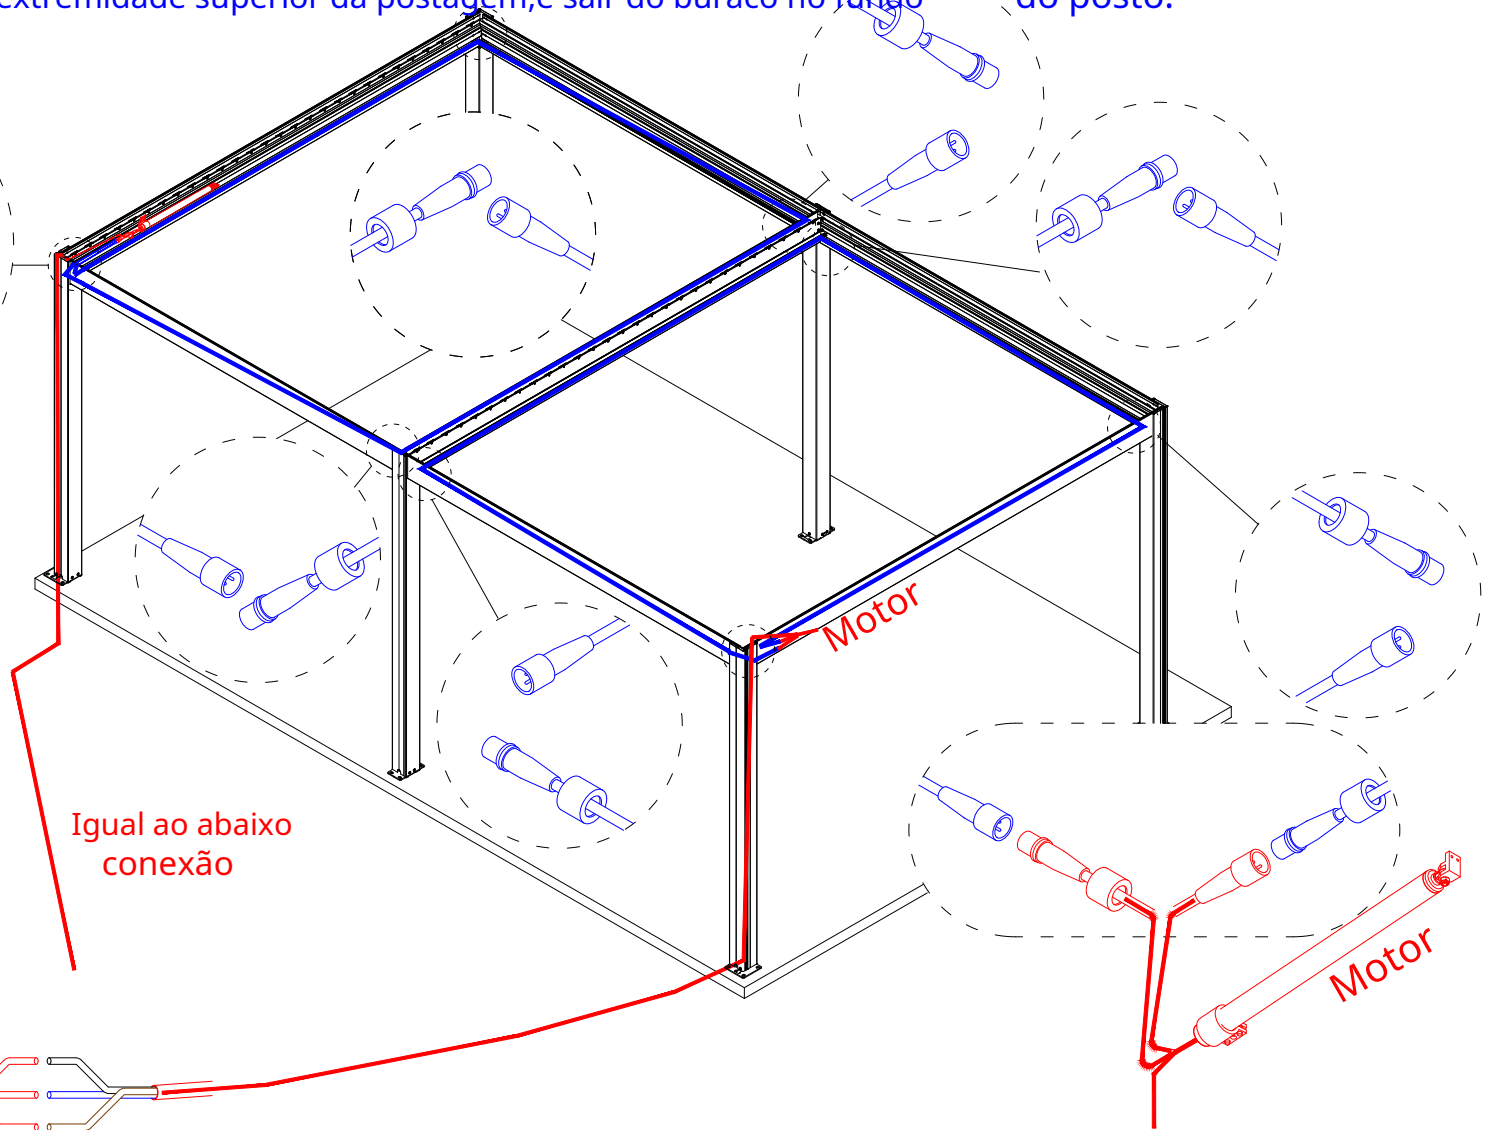 extremidade superior da postagem,e sair do buraco no fundo
do posto.
Motor
Igual ao abaixo
conexão
Motor